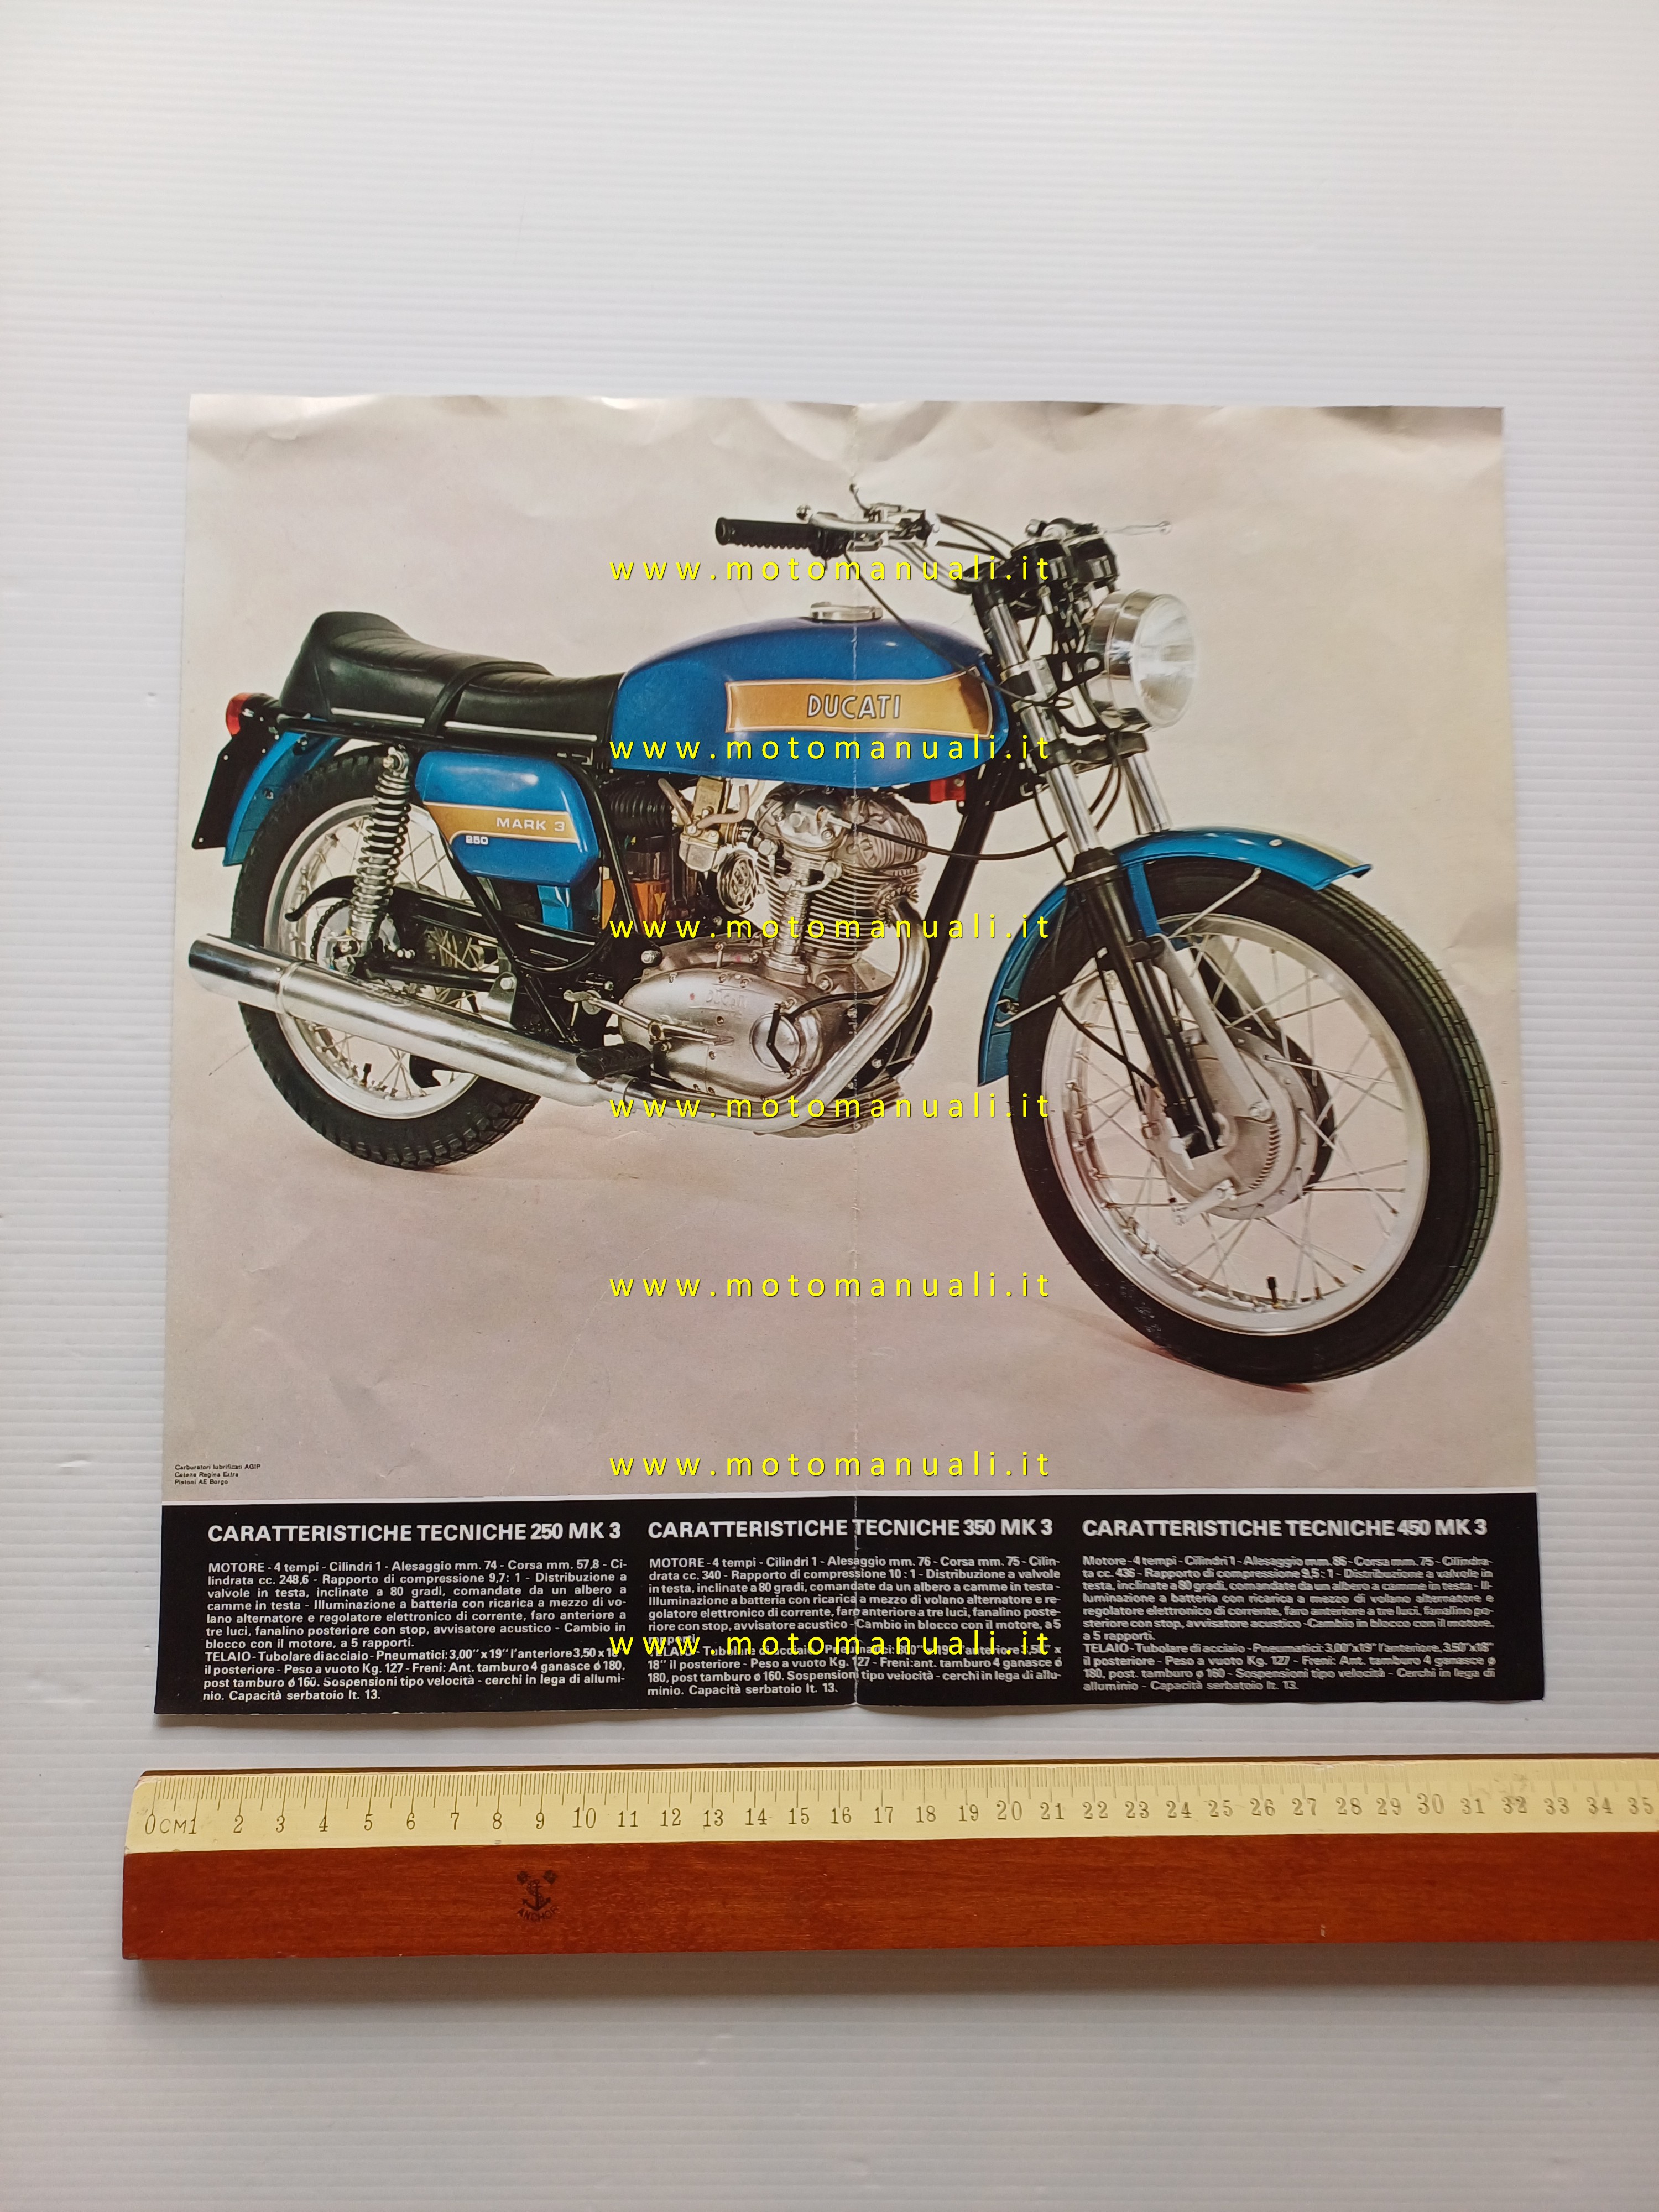 www.motomanuali.it
DUCATI
www.motomanuali.it
MARK 3
250
www.motomanuali.it
DUCATI
www.motomanuali.it
www.motomanuali.it
www.motomanuali.it
Carburatori lubrificati AGIP
Catene Regina Extra
Pistoni AE Borgo
CARATTERISTICHE TECNICHE 250 MK 3
MOTORE - 4 tempi - Cilindri 1 - Alesaggio mm. 74 - Corsa mm. 57,8 - Ci-
lindrata cc. 248,6 - Rapporto di compressione 9,7: 1 - Distribuzione a
valvole in testa, inclinate a 80 gradi, comandate da un albero a
camme in testa - Illuminazione a batteria con ricarica a mezzo di vo-
lano alternatore e regolatore elettronico di corrente, faro anteriore a
tre luci, fanalino posteriore con stop, avvisatore acustico - Cambio in
blocco con il motore, a 5 rapporti.
TELAIO - Tubolare di acciaio - Pneumatici: 3,00" x 19" l'anteriore 3,50 x 18"
il posteriore - Peso a vuoto Kg. 127 - Freni: Ant. tamburo 4 ganasce ø 180,
post tamburo ø 160. Sospensioni tipo velocità - cerchi in lega di allumi-
nio. Capacità serbatoio lt. 13.
CARATTERISTICHE TECNICHE 350 MK 3
MOTORE - 4 tempi - Cilindri 1 - Alesaggio mm. 76 - Corsa mm. 75 - Cilin-
drata cc. 340 - Rapporto di compressione 10 : 1 - Distribuzione a valvole
in testa, inclinate a 80 gradi, comandate da un albero a camme in testa -
Illuminazione a batteria con ricarica a mezzo di volano alternatore e re-
golatore elettronico di corrente, faro anteriore a tre luci, fanalino poste-
riore con stop, avvisatore acustico - Cambio in blocco con il motore, a 5
rapporti.
www.motomanuali.it
TELAIO - Tubolare di acciaio - Pneumatici: 3,00" x 19" l'anteriore 3,50" x
18" il posteriore - Peso a vuoto Kg. 127 - Freni: ant. tamburo 4 ganasce ø
180, post tamburo ø 160. Sospensioni tipo velocità - cerchi in lega di allu-
minio. Capacità serbatoio lt. 13.
CARATTERISTICHE TECNICHE 450 MK 3
Motore - 4 tempi - Cilindri 1 - Alesaggio mm. 86 - Corsa mm. 75 - Cilindra-
ta cc. 436 - Rapporto di compressione 9,5 : 1 - Distribuzione a valvole in
testa, inclinate a 80 gradi, comandate da un albero a camme in testa - Il-
luminazione a batteria con ricarica a mezzo di volano alternatore e
regolatore elettronico di corrente, faro anteriore a tre luci, fanalino po-
steriore con stop, avvisatore acustico - Cambio in blocco con il motore,
a 5 rapporti.
TELAIO - Tubolare di acciaio - Pneumatici: 3,00"x19" l'anteriore, 3,50"x18"
il posteriore - Peso a vuoto Kg. 127 - Freni: Ant. tamburo 4 ganasce ø
180, post. tamburo ø 160 - Sospensioni tipo velocità - Cerchi in lega di
alluminio - Capacità serbatoio lt. 13.
0 CM 1 2 3 4 5 6 7 8 9 10 11 12 13 14 15 16 17 18 19 20 21 22 23 24 25 26 27 28 29 30 31 32 33 34 35
ANCHOR